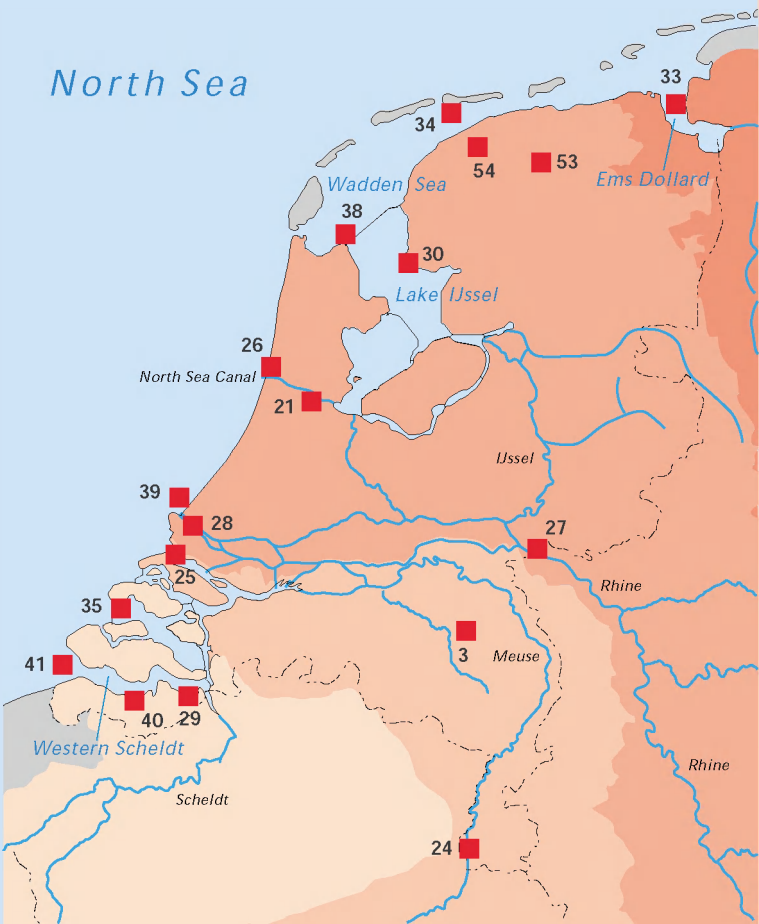 North Sea
33
34
54
53
Ems Dollard
Wadden Sea
38
30
Lake IJssel
26
North Sea Canal
21
IJssel
39
28
27
25
Rhine
35
3
Meuse
41
40
29
Western Scheldt
Rhine
Scheldt
24